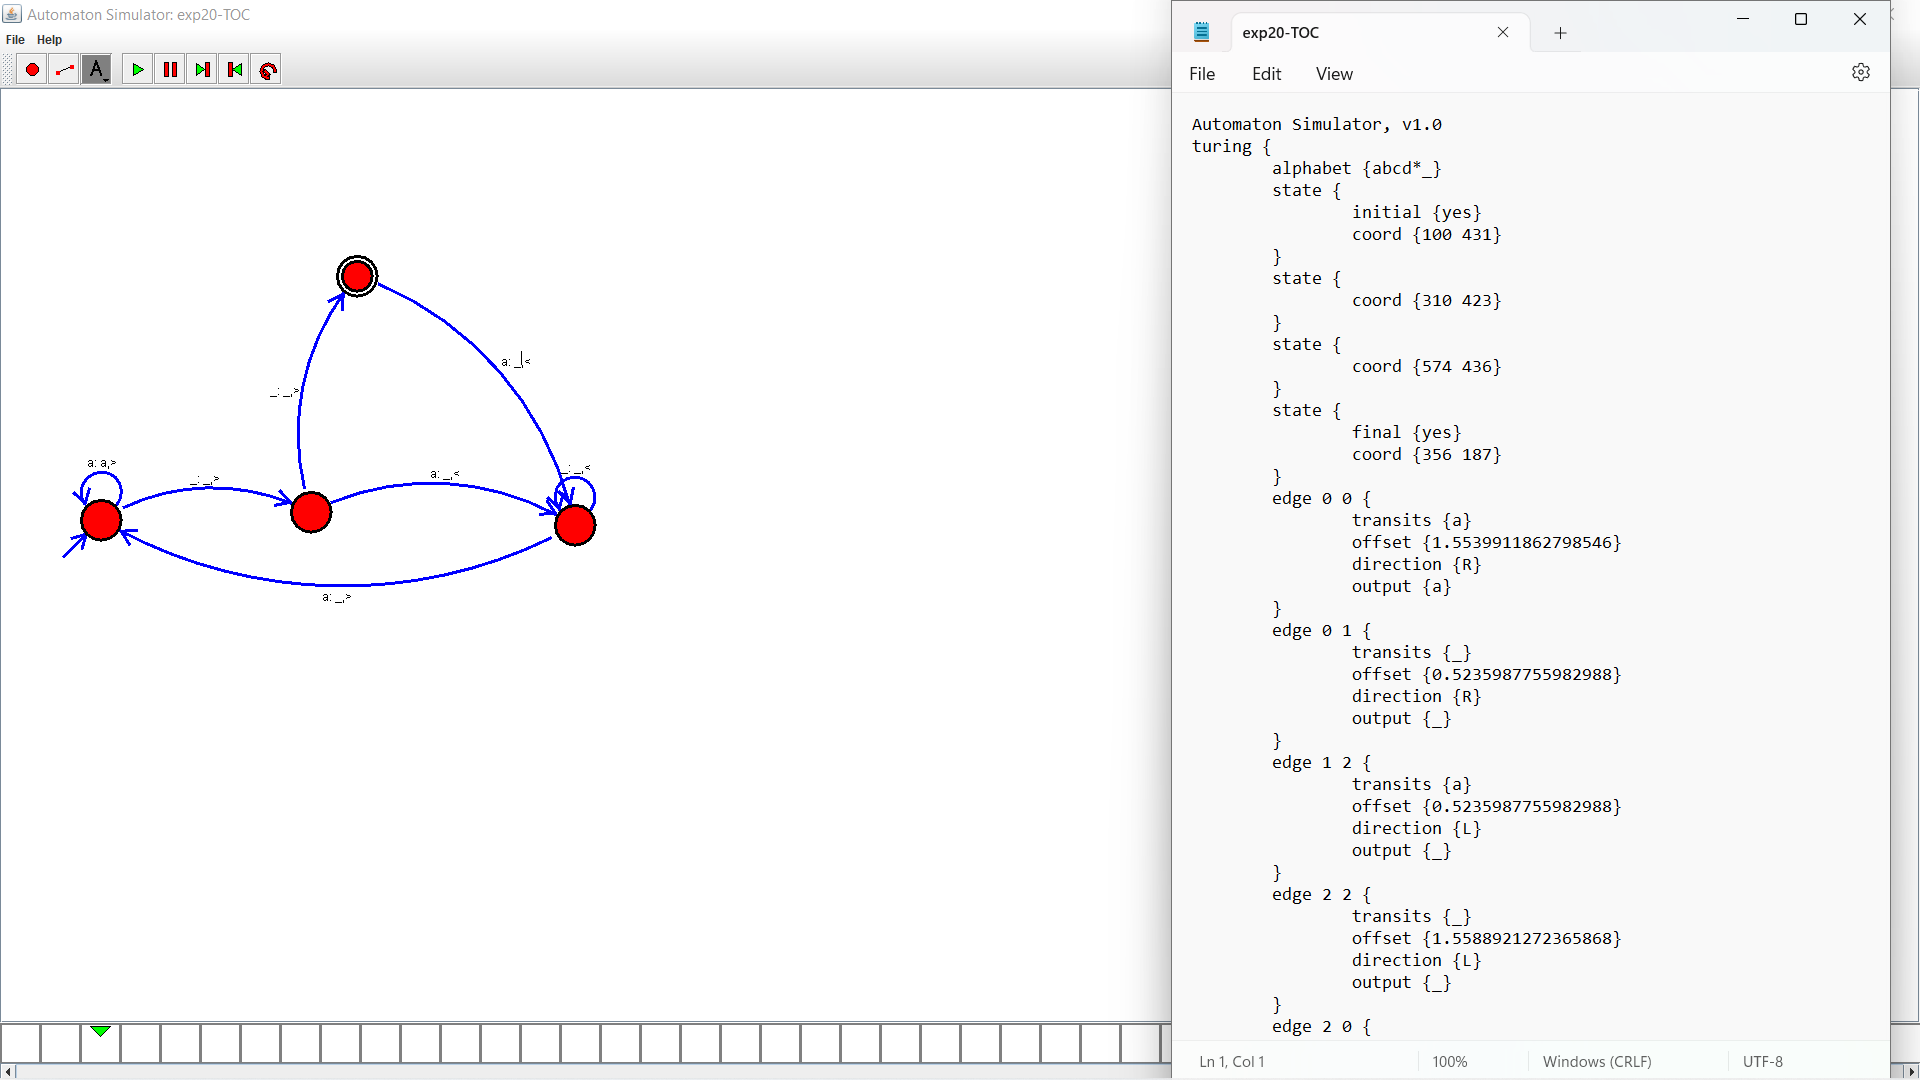 Automaton Simulator: exp20-TOC
File Help
A
a: _,<
_: _,>
a: a,>
_: _,>
a: _,<
_: _,<
a: _,>
exp20-TOC
File Edit View
Automaton Simulator, v1.0
turing {
alphabet {abcd*_}
state {
initial {yes}
coord {100 431}
}
state {
coord {310 423}
}
state {
coord {574 436}
}
state {
final {yes}
coord {356 187}
}
edge 0 0 {
transits {a}
offset {1.5539911862798546}
direction {R}
output {a}
}
edge 0 1 {
transits {_}
offset {0.5235987755982988}
direction {R}
output {_}
}
edge 1 2 {
transits {a}
offset {0.5235987755982988}
direction {L}
output {_}
}
edge 2 2 {
transits {_}
offset {1.5588921272365868}
direction {L}
output {_}
}
edge 2 0 {
Ln 1, Col 1 100% Windows (CRLF) UTF-8